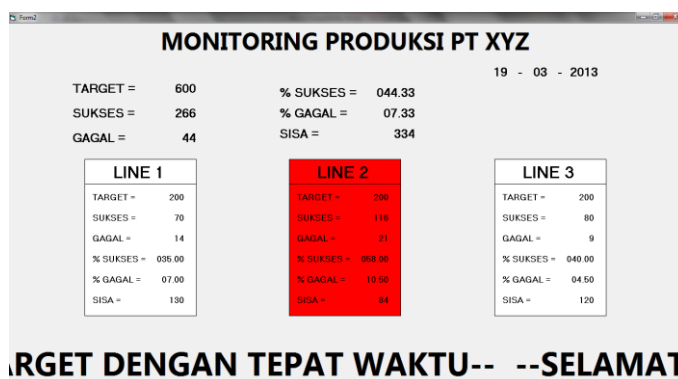 Form2
MONITORING PRODUKSI PT XYZ
19 - 03 - 2013
TARGET = 600
SUKSES = 266
GAGAL = 44
% SUKSES = 044.33
% GAGAL = 07.33
SISA = 334
LINE 1
TARGET = 200
SUKSES = 70
GAGAL = 14
% SUKSES = 035.00
% GAGAL = 07.00
SISA = 130
LINE 2
TARGET = 200
SUKSES = 116
GAGAL = 21
% SUKSES = 058.00
% GAGAL = 10.50
SISA = 84
LINE 3
TARGET = 200
SUKSES = 80
GAGAL = 9
% SUKSES = 040.00
% GAGAL = 04.50
SISA = 120
ARGET DENGAN TEPAT WAKTU-- --SELAMAT